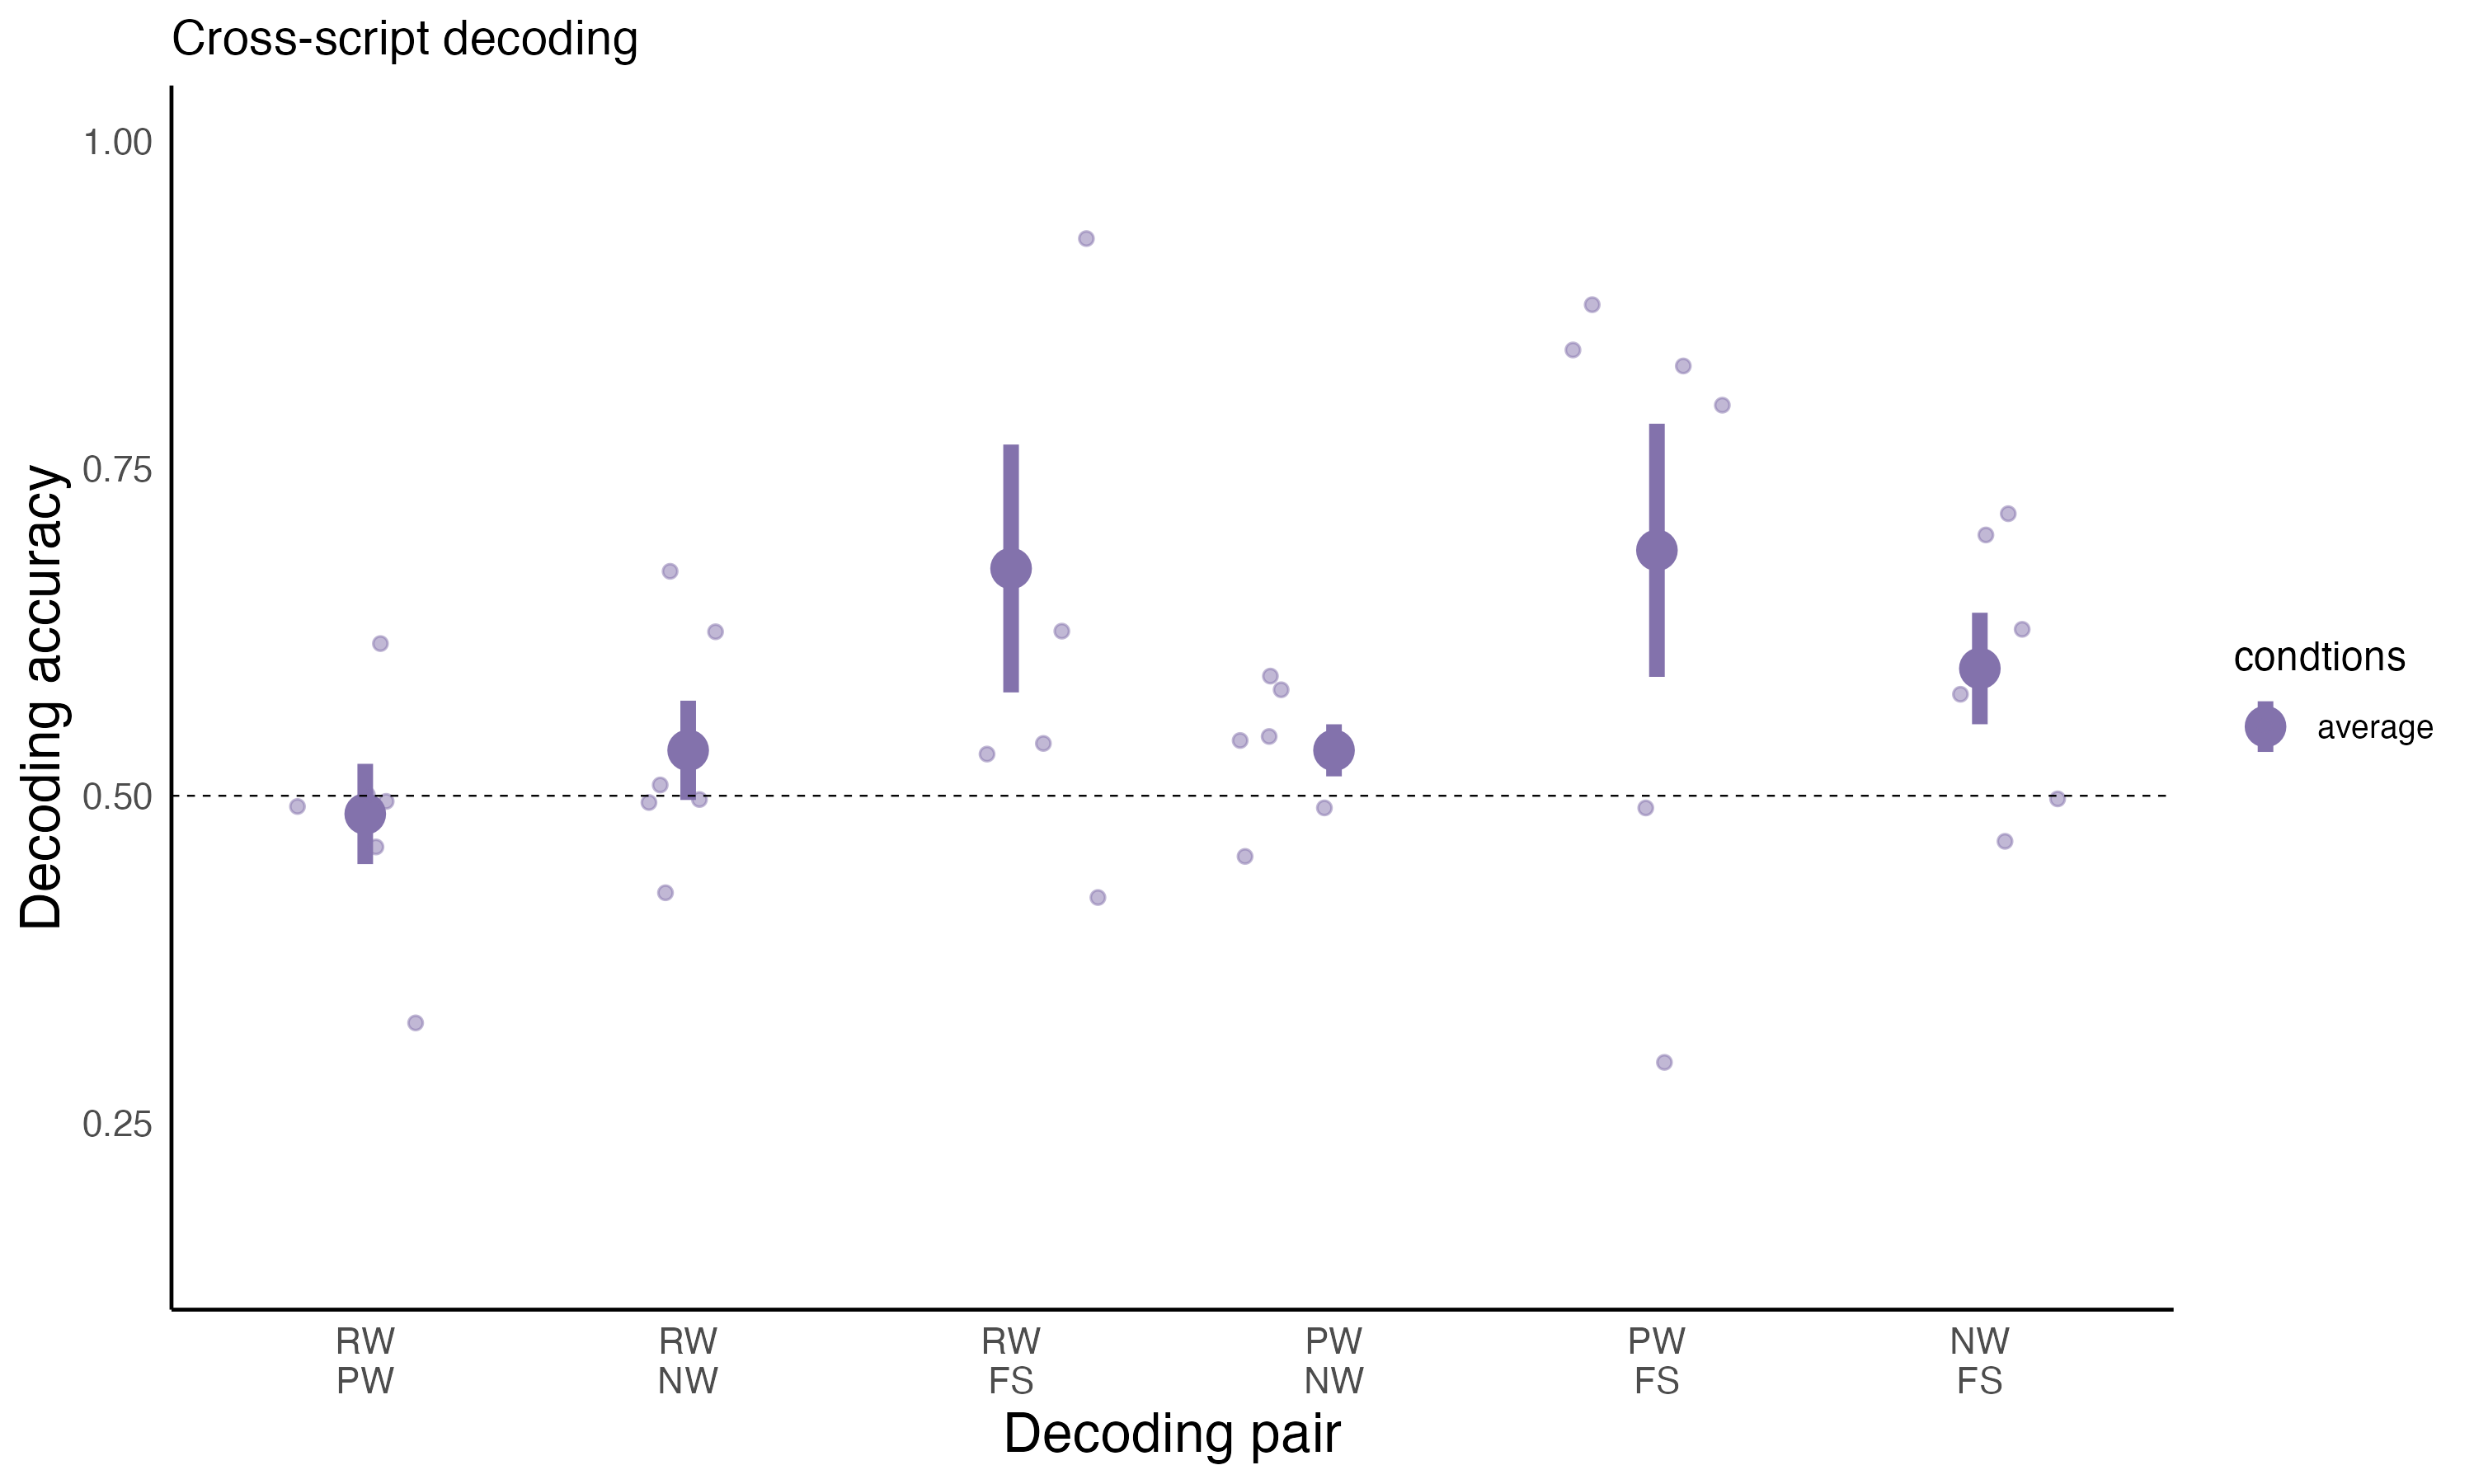 Cross-script decoding
Decoding accuracy
1.00
0.75
0.50
0.25
RW
PW
RW
NW
RW
FS
PW
NW
PW
FS
NW
FS
Decoding pair
condtions
average